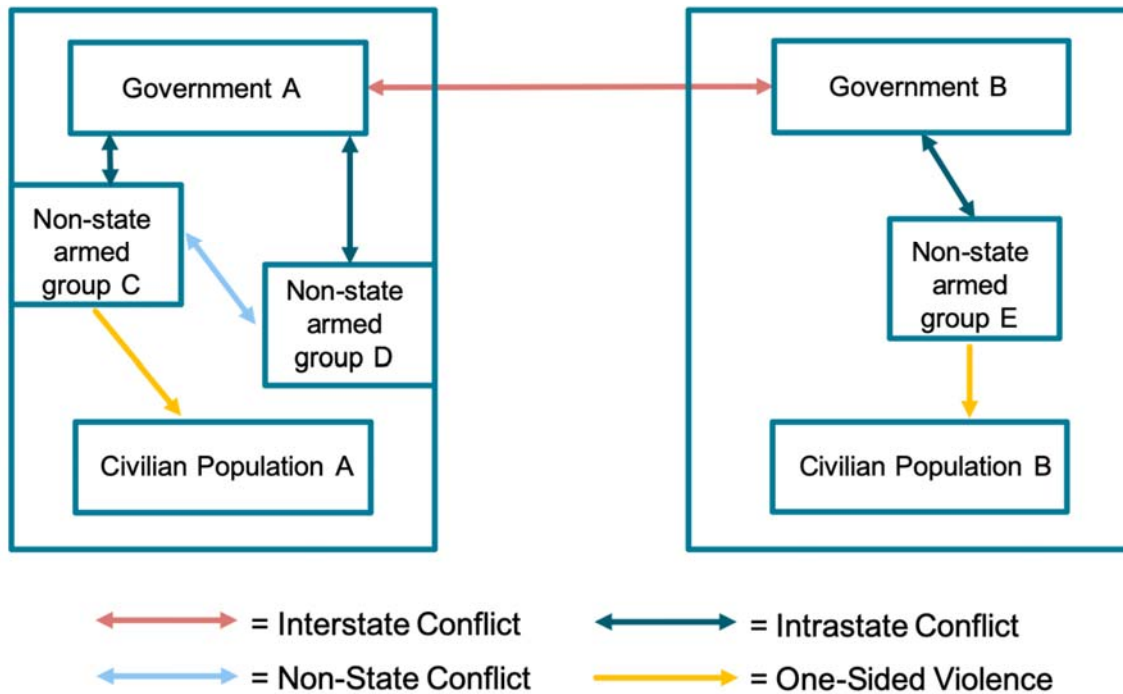 Government A
Government B
Non-state
armed
group C
Non-state
armed
group D
Non-state
armed
group E
Civilian Population A
Civilian Population B
= Interstate Conflict
= Intrastate Conflict
= Non-State Conflict
= One-Sided Violence